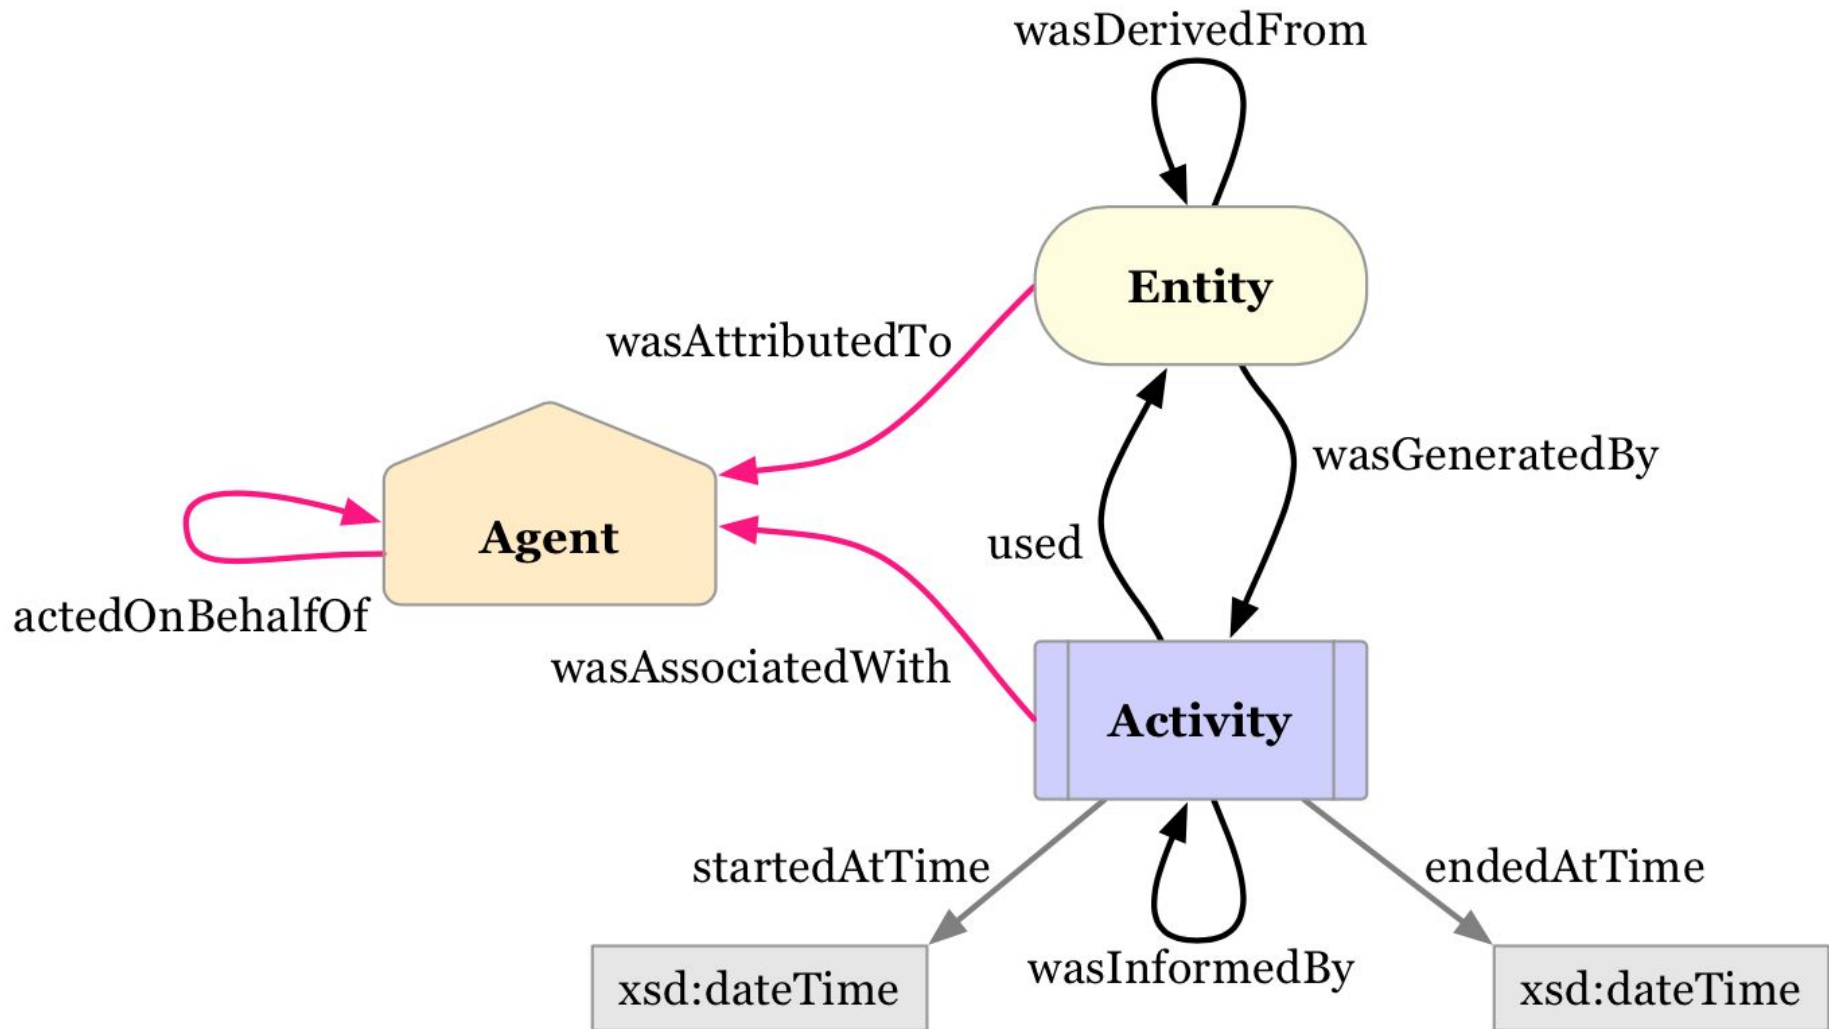 wasDerivedFrom
Entity
wasAttributedTo
wasGeneratedBy
Agent
used
actedOnBehalfOf
wasAssociatedWith
Activity
startedAtTime
endedAtTime
wasInformedBy
xsd:dateTime
xsd:dateTime